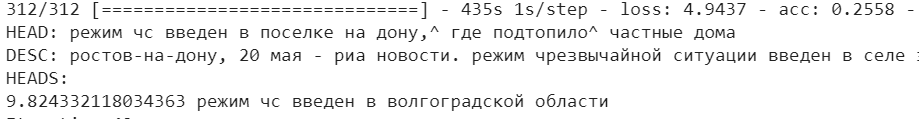 312/312 [==============================] - 435s 1s/step - loss: 4.9437 - acc: 0.2558 -
HEAD: режим чс введен в поселке на дону,^ где подтопило^ частные дома
DESC: ростов-на-дону, 20 мая - риа новости. режим чрезвычайной ситуации введен в селе
HEADS:
9.824332118034363 режим чс введен в волгоградской области